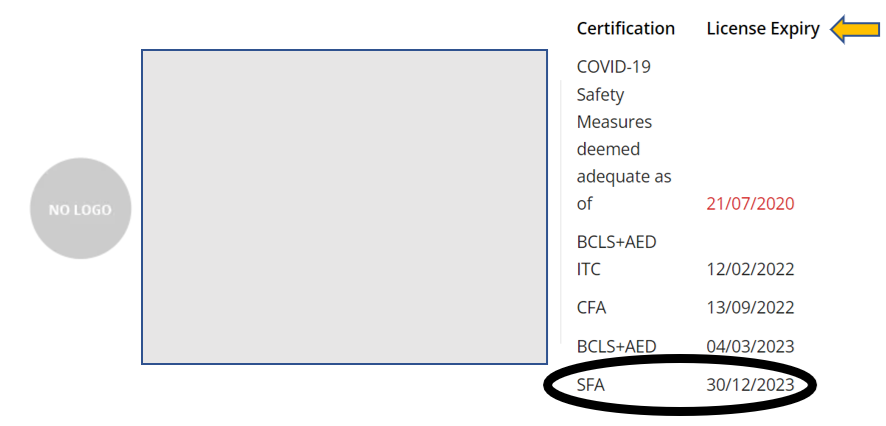 Certification License Expiry
COVID-19
Safety
Measures
deemed
adequate as
of 21/07/2020
NO LOGO
BCLS+AED
ITC 12/02/2022
CFA 13/09/2022
BCLS+AED 04/03/2023
SFA 30/12/2023